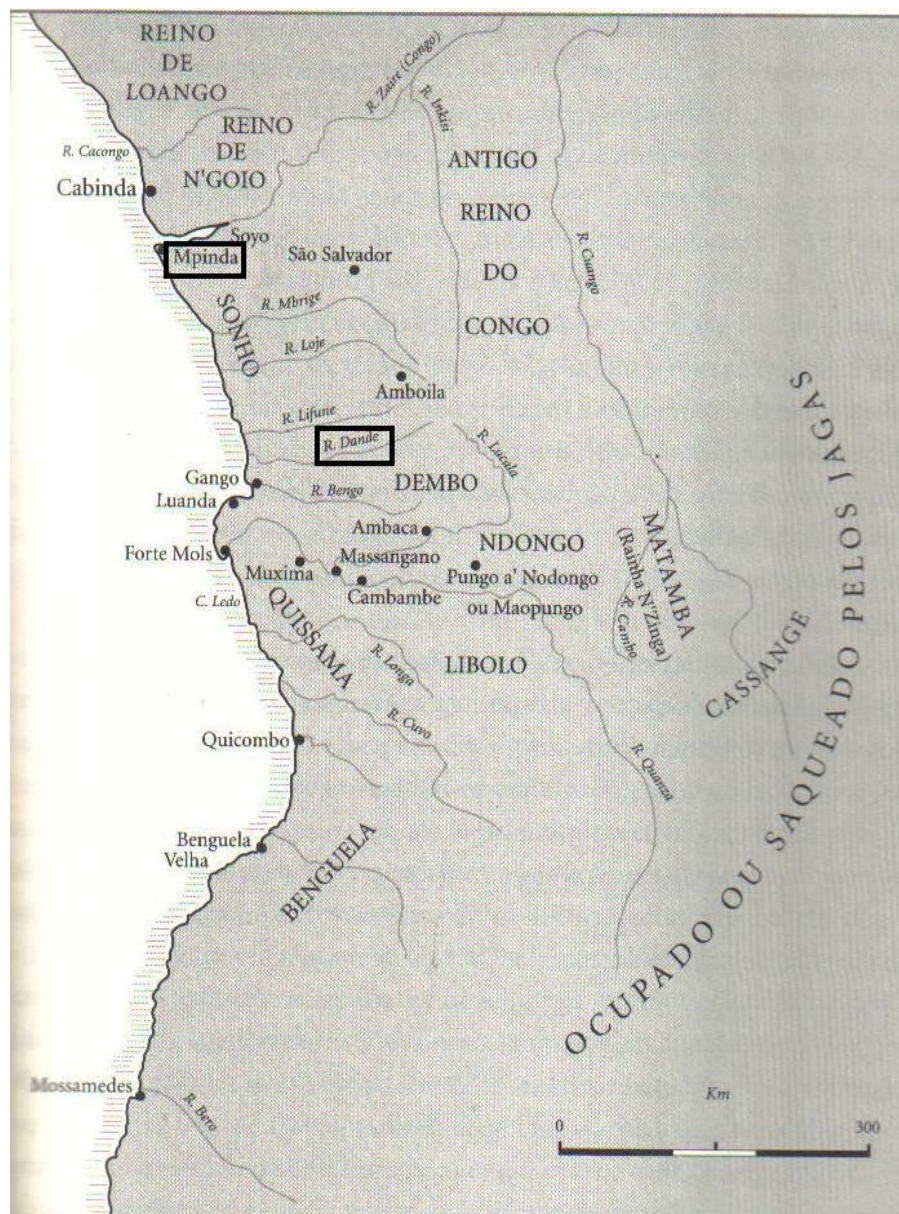 REINO
DE
LOANGO
R. Zaire (Congo)
R. Inkisi
REINO
DE
N'GOIO
R. Cacongo
Cabinda
ANTIGO
REINO
DO
CONGO
R. Cuango
Soyo
Mpinda
São Salvador
SONHO
R. Mbrige
R. Loje
Amboila
R. Lifune
R. Dande
R. Lucala
Gango
R. Bengo
DEMBO
Luanda
Ambaca
NDONGO
Forte Mols
Massangano
Muxima
Cambambe
Pungo a' Nodongo
ou Maopungo
MATAMBA
(Rainha N'Zinga)
R. Cambo
C. Ledo
QUISSAMA
R. Longa
LIBOLO
CASSANGE
R. Cuvo
Quicombo
R. Quanza
Benguela
Velha
BENGUELA
OCUPADO OU SAQUEADO PELOS JAGAS
Mossamedes
R. Bero
Km
0 300